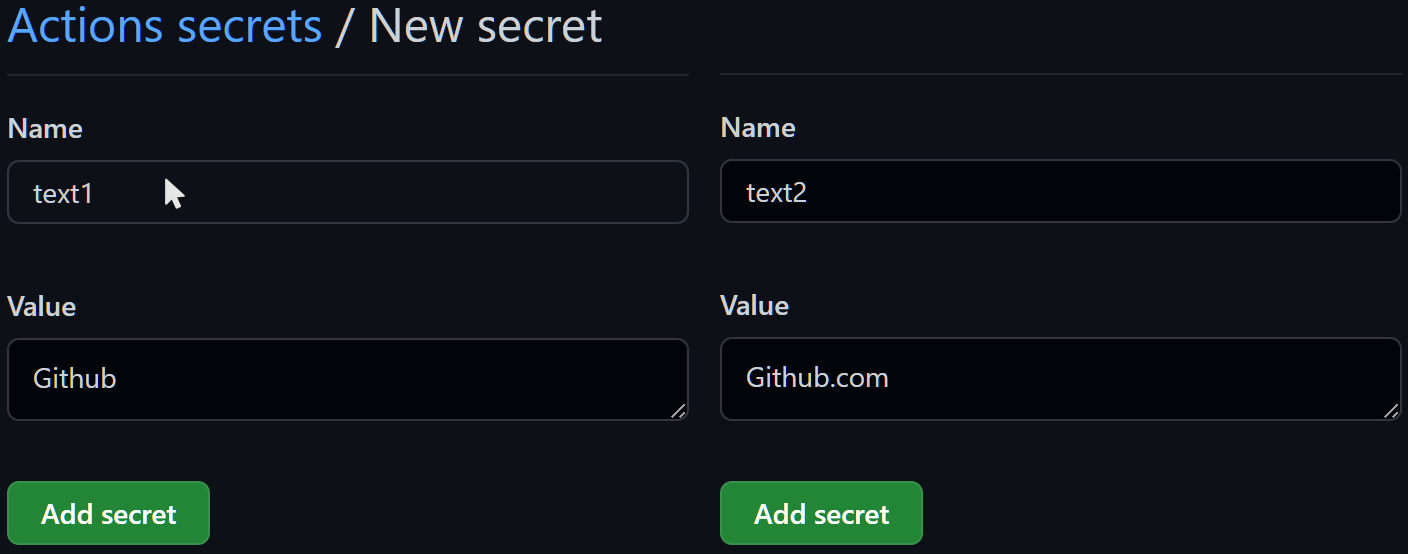 Actions secrets / New secret
Name
text1
Value
Github
Add secret
Name
text2
Value
Github.com
Add secret